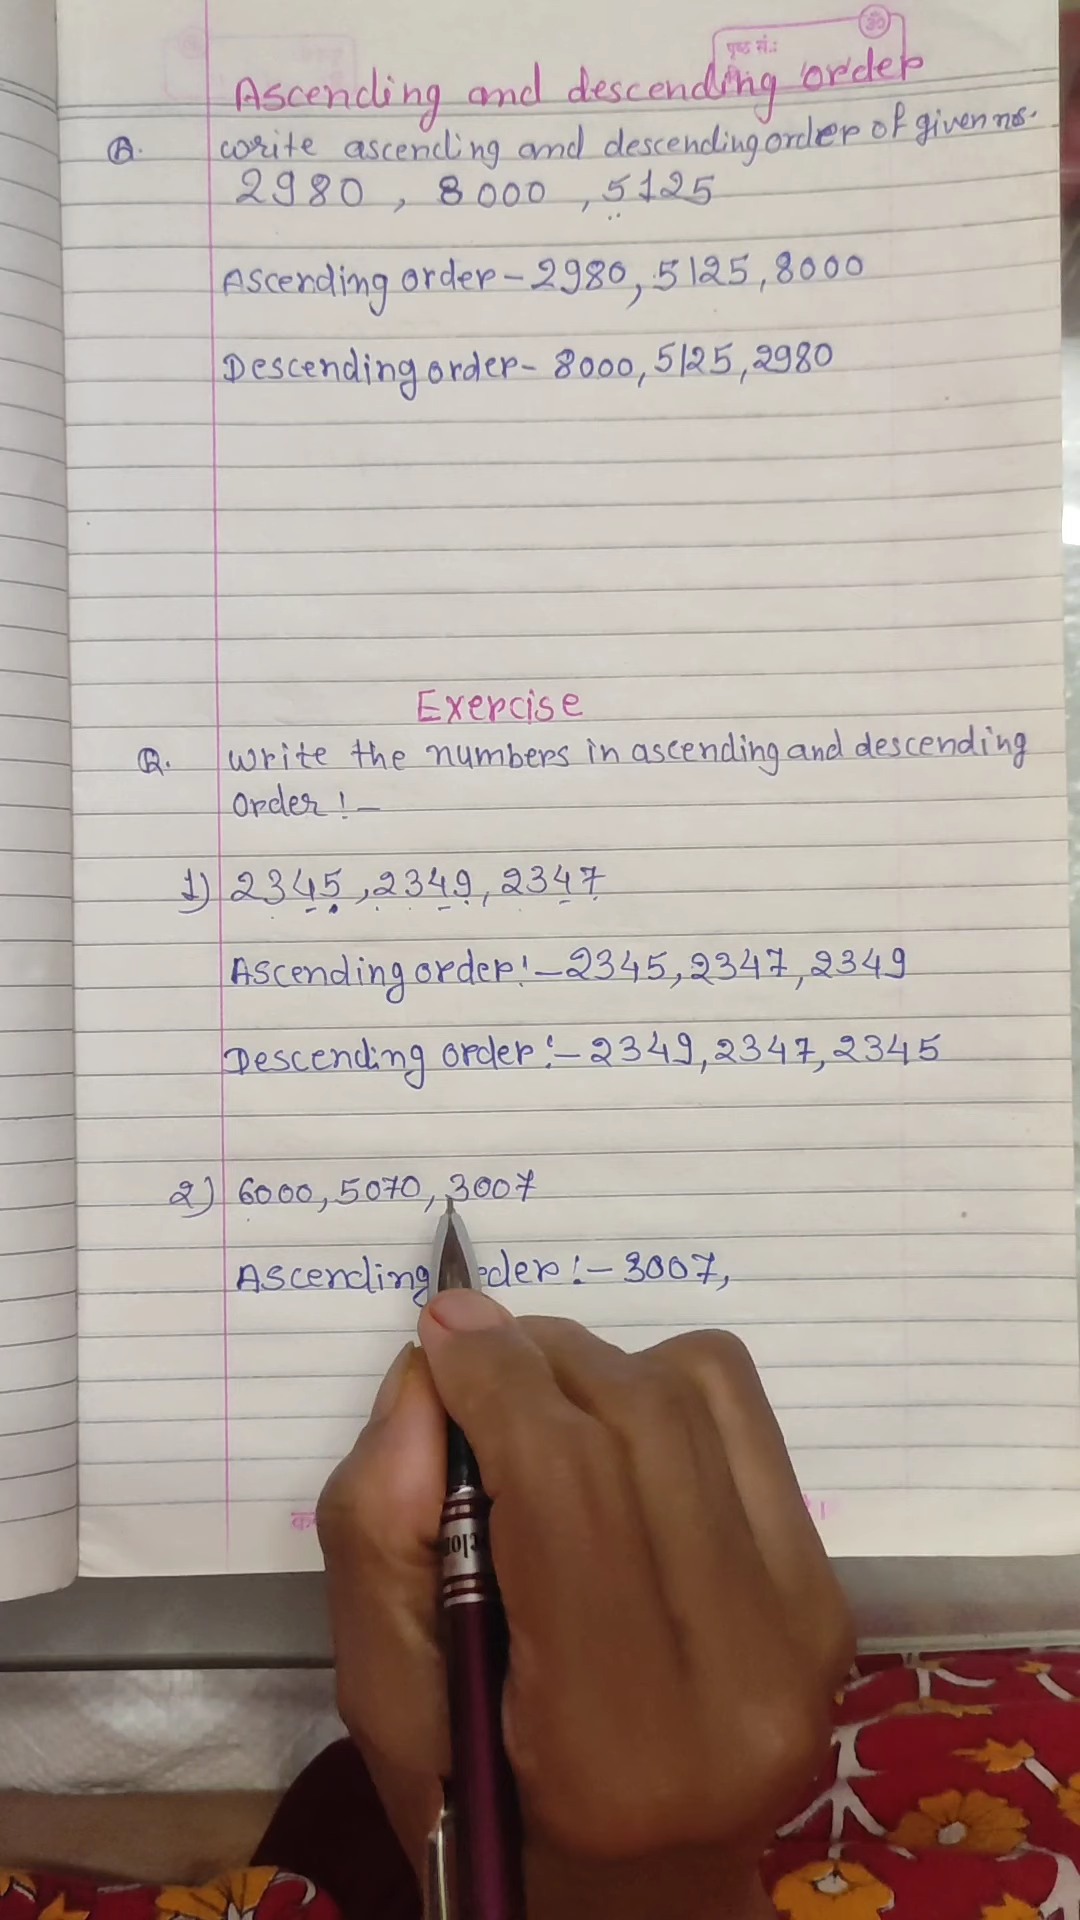 पृष्ठ सं.:
Ascending and descending order
Q. write ascending and descending order of given no.
2980, 8000, 5125
Ascending order - 2980, 5125, 8000
Descending order - 8000, 5125, 2980
Exercise
Q. Write the numbers in ascending and descending
order :-
1) 2345, 2349, 2347
Ascending order :- 2345, 2347, 2349
Descending order :- 2349, 2347, 2345
2) 6000, 5070, 3007
Ascending :- 3007,